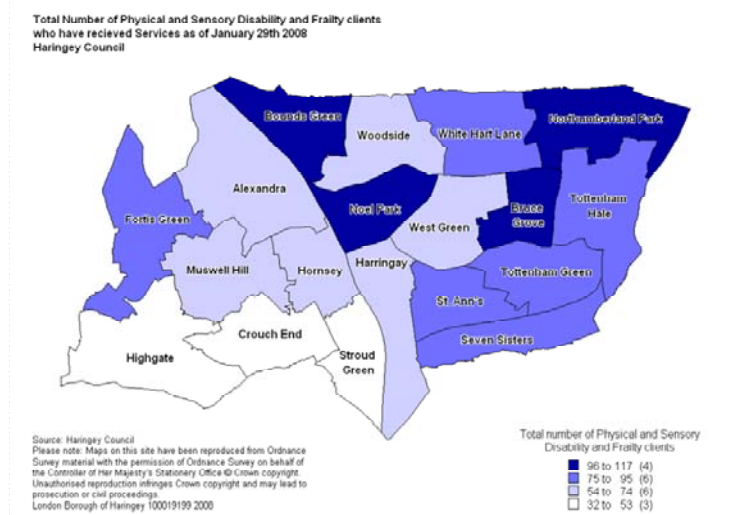 Total Number of Physical and Sensory Disability and Frailty clients
who have recieved Services as of January 29th 2008
Haringey Council
Bounds Green
Woodside
White Hart Lane
Northumberland Park
Alexandra
Noel Park
West Green
Bruce
Grove
Tottenham
Hale
Fortis Green
Muswell Hill
Hornsey
Harringay
Tottenham Green
St Ann's
Seven Sisters
Crouch End
Highgate
Stroud
Green
Source: Haringey Council
Please note: Maps on this site have been reproduced from Ordnance
Survey material with the permission of Ordnance Survey on behalf of
the Controller of Her Majesty's Stationery Office © Crown copyright.
Unauthorised reproduction infringes Crown copyright and may lead to
prosecution or civil proceedings.
London Borough of Haringey 100019199 2008
Total number of Physical and Sensory
Disability and Frailty clients
96 to 117 (4)
75 to 95 (6)
54 to 74 (6)
32 to 53 (3)